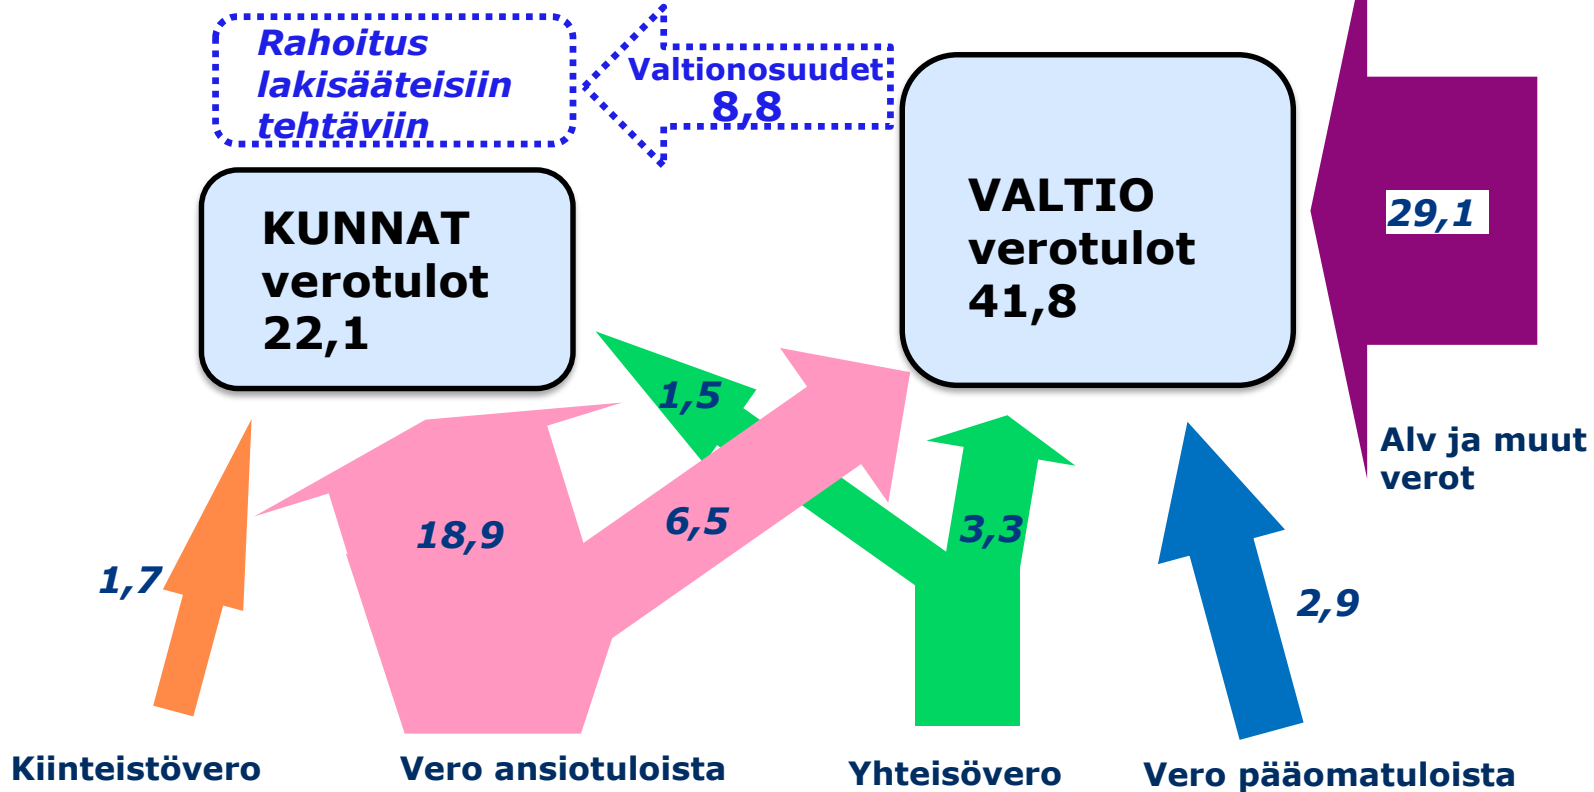 Rahoitus
lakisääteisiin
tehtäviin
Valtionosuudet
8,8
KUNNAT
verotulot
22,1
VALTIO
verotulot
41,8
29,1
Alv ja muut
verot
1,5
18,9
6,5
3,3
1,7
2,9
Kiinteistövero
Vero ansiotuloista
Yhteisövero
Vero pääomatuloista